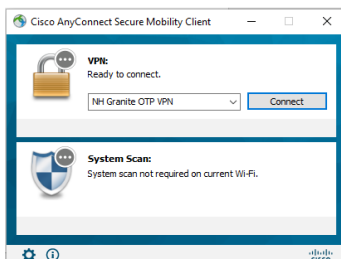 Cisco AnyConnect Secure Mobility Client
VPN:
Ready to connect.
NH Granite OTP VPN
Connect
System Scan:
System scan not required on current Wi-Fi.
CISCO